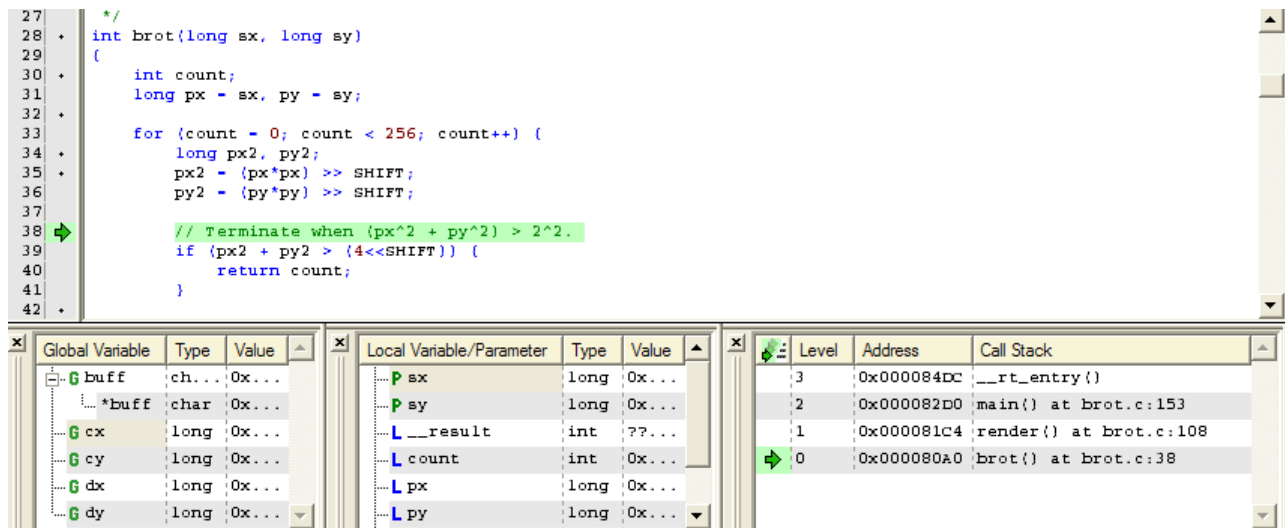 27 */
28 int brot(long sx, long sy)
29 {
30 int count;
31 long px = sx, py = sy;
32
33 for (count = 0; count < 256; count++) {
34 long px2, py2;
35 px2 = (px*px) >> SHIFT;
36 py2 = (py*py) >> SHIFT;
37
38 // Terminate when (px^2 + py^2) > 2^2.
39 if (px2 + py2 > (4<<SHIFT)) {
40 return count;
41 }
42
Global Variable Type Value
G buff ch... 0x...
*buff char 0x...
G cx long 0x...
G cy long 0x...
G dx long 0x...
G dy long 0x...
Local Variable/Parameter Type Value
P sx long 0x...
P sy long 0x...
L __result int ??...
L count int 0x...
L px long 0x...
L py long 0x...
Level Address Call Stack
3 0x000084DC __rt_entry()
2 0x000082D0 main() at brot.c:153
1 0x000081C4 render() at brot.c:108
0 0x000080A0 brot() at brot.c:38